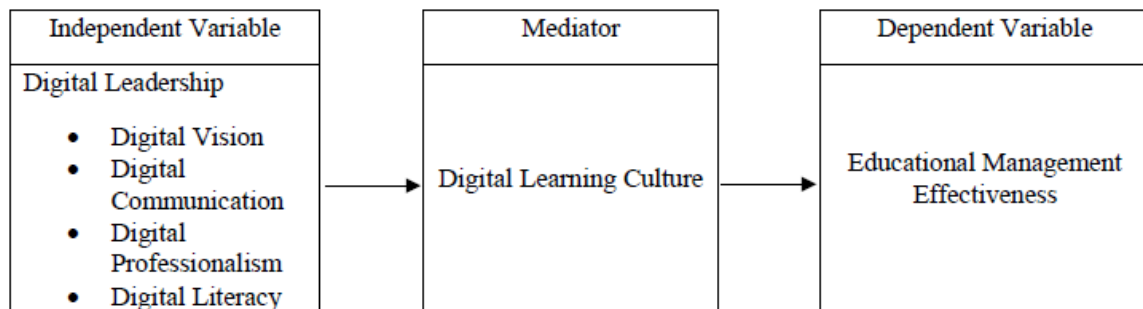 Independent Variable
Digital Leadership
• Digital Vision
• Digital
Communication
• Digital
Professionalism
• Digital Literacy
Mediator
Digital Learning Culture
Dependent Variable
Educational Management
Effectiveness